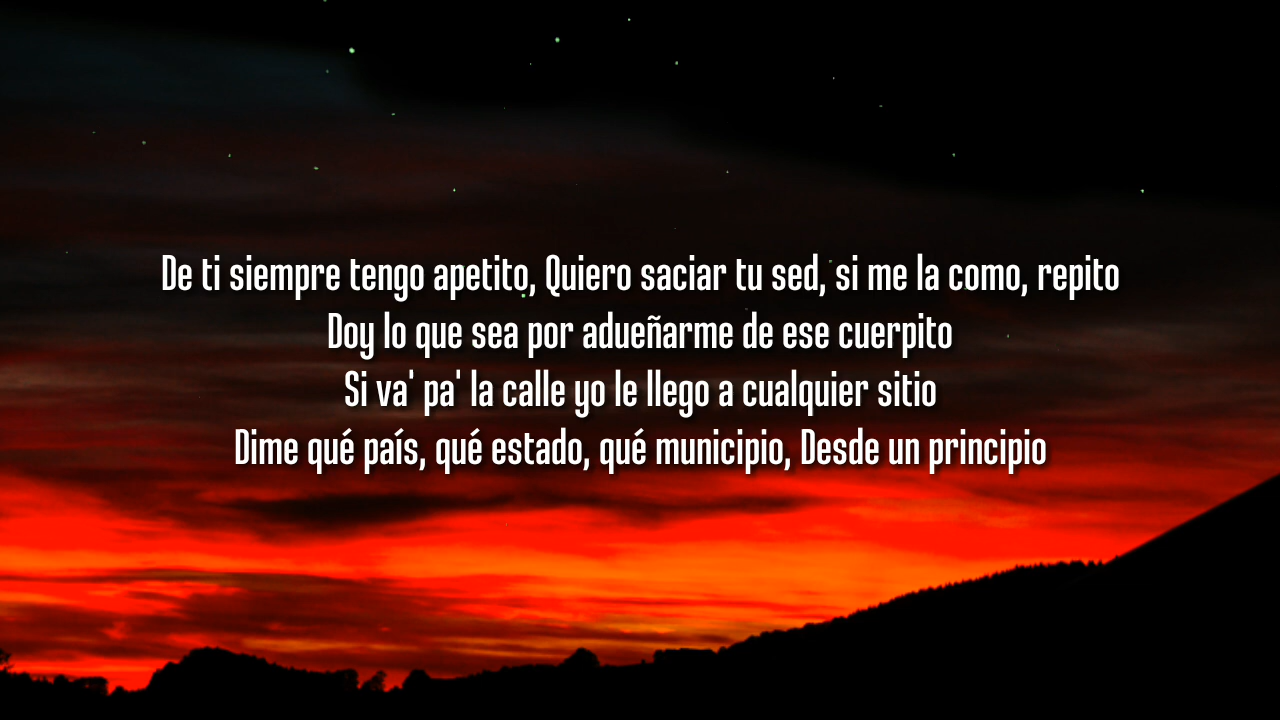 De ti siempre tengo apetito, Quiero saciar tu sed, si me la como, repito
Doy lo que sea por adueñarme de ese cuerpito
Si va' pa' la calle yo le llego a cualquier sitio
Dime qué país, qué estado, qué municipio, Desde un principio